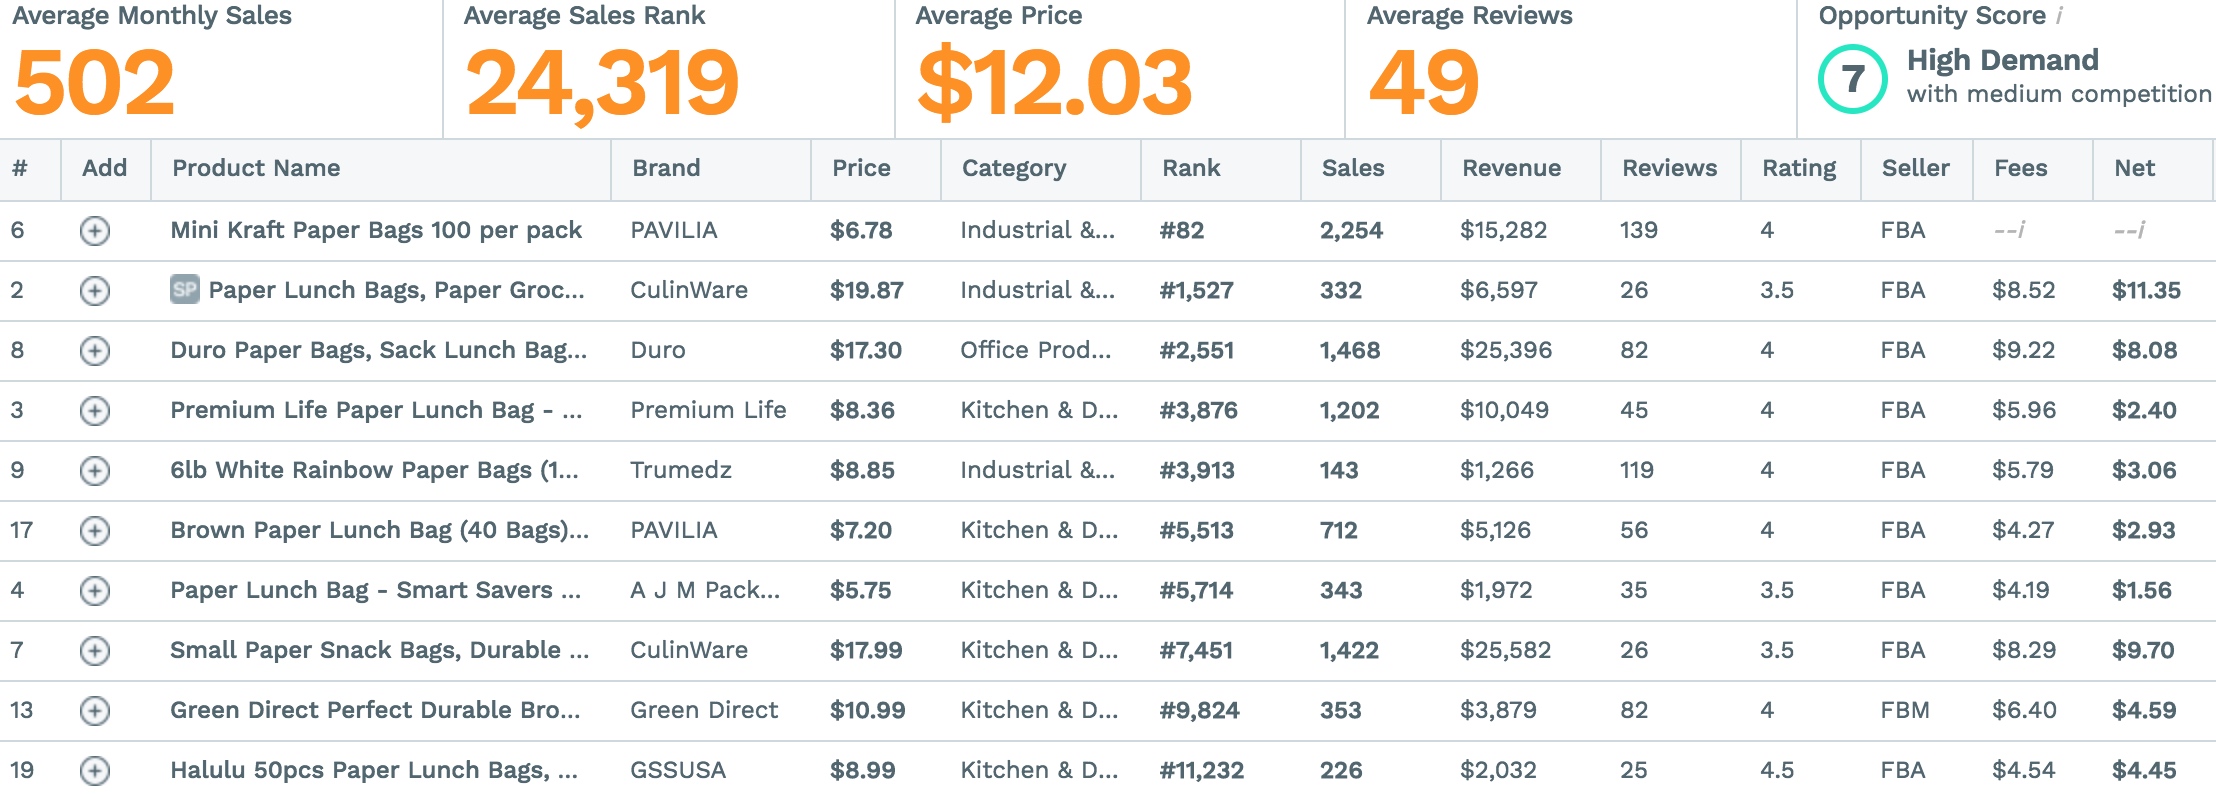 Average Monthly Sales Average Sales Rank Average Price Average Reviews Opportunity Score i
502 24,319 $12.03 49 7 High Demand
with medium competition
# Add Product Name Brand Price Category Rank Sales Revenue Reviews Rating Seller Fees Net
6 Mini Kraft Paper Bags 100 per pack PAVILIA $6.78 Industrial &... #82 2,254 $15,282 139 4 FBA --i --i
2 SP Paper Lunch Bags, Paper Groc... CulinWare $19.87 Industrial &... #1,527 332 $6,597 26 3.5 FBA $8.52 $11.35
8 Duro Paper Bags, Sack Lunch Bag... Duro $17.30 Office Prod... #2,551 1,468 $25,396 82 4 FBA $9.22 $8.08
3 Premium Life Paper Lunch Bag - ... Premium Life $8.36 Kitchen & D... #3,876 1,202 $10,049 45 4 FBA $5.96 $2.40
9 6lb White Rainbow Paper Bags (1... Trumedz $8.85 Industrial &... #3,913 143 $1,266 119 4 FBA $5.79 $3.06
17 Brown Paper Lunch Bag (40 Bags)... PAVILIA $7.20 Kitchen & D... #5,513 712 $5,126 56 4 FBA $4.27 $2.93
4 Paper Lunch Bag - Smart Savers ... A J M Pack... $5.75 Kitchen & D... #5,714 343 $1,972 35 3.5 FBA $4.19 $1.56
7 Small Paper Snack Bags, Durable ... CulinWare $17.99 Kitchen & D... #7,451 1,422 $25,582 26 3.5 FBA $8.29 $9.70
13 Green Direct Perfect Durable Bro... Green Direct $10.99 Kitchen & D... #9,824 353 $3,879 82 4 FBM $6.40 $4.59
19 Halulu 50pcs Paper Lunch Bags, ... GSSUSA $8.99 Kitchen & D... #11,232 226 $2,032 25 4.5 FBA $4.54 $4.45